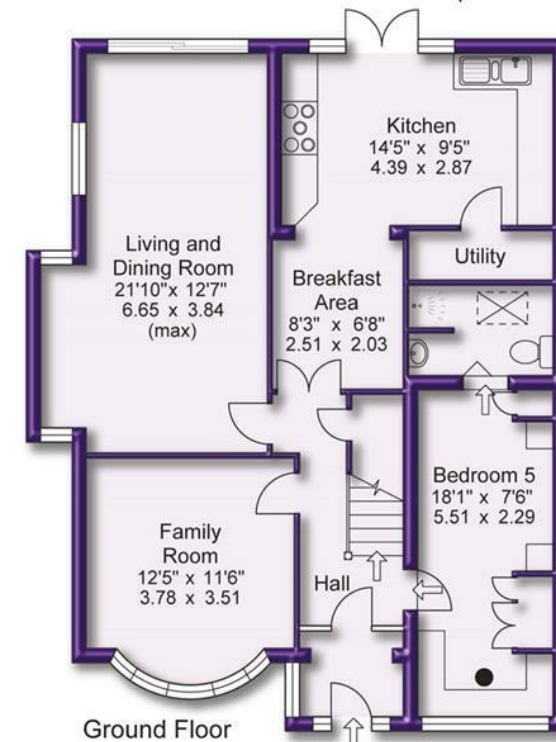 Kitchen
14'5" x 9'5"
4.39 x 2.87
Utility
Living and
Dining Room
21'10"x 12'7"
6.65 x 3.84
(max)
Breakfast
Area
8'3" x 6'8"
2.51 x 2.03
Bedroom 5
18'1" x 7'6"
5.51 x 2.29
Family
Room
12'5" x 11'6"
3.78 x 3.51
Hall
Ground Floor